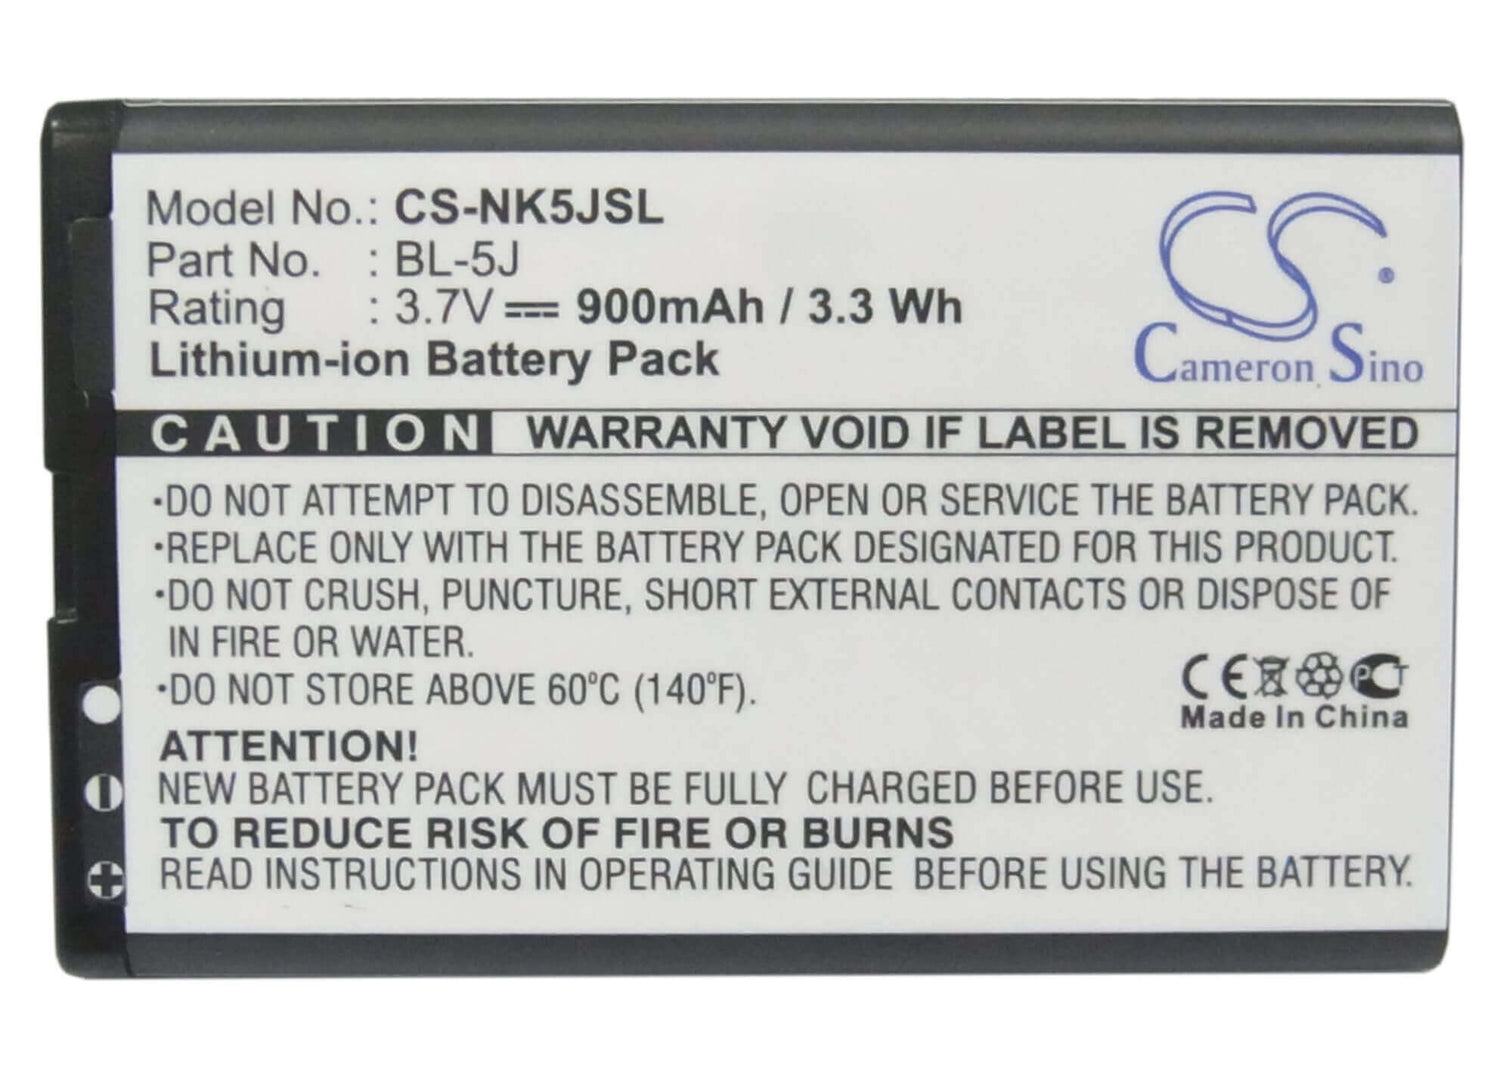 Model No.: CS-NK5JSL
Part No. : BL-5J
Rating : 3.7V 900mAh / 3.3 Wh
Lithium-ion Battery Pack
CS
Cameron Sino
CAUTION WARRANTY VOID IF LABEL IS REMOVED
·DO NOT ATTEMPT TO DISASSEMBLE, OPEN OR SERVICE THE BATTERY PACK.
·REPLACE ONLY WITH THE BATTERY PACK DESIGNATED FOR THIS PRODUCT.
·DO NOT CRUSH, PUNCTURE, SHORT EXTERNAL CONTACTS OR DISPOSE OF
IN FIRE OR WATER.
·DO NOT STORE ABOVE 60°C (140°F).
CE PCT
Made In China
ATTENTION!
NEW BATTERY PACK MUST BE FULLY CHARGED BEFORE USE.
TO REDUCE RISK OF FIRE OR BURNS
READ INSTRUCTIONS IN OPERATING GUIDE BEFORE USING THE BATTERY.